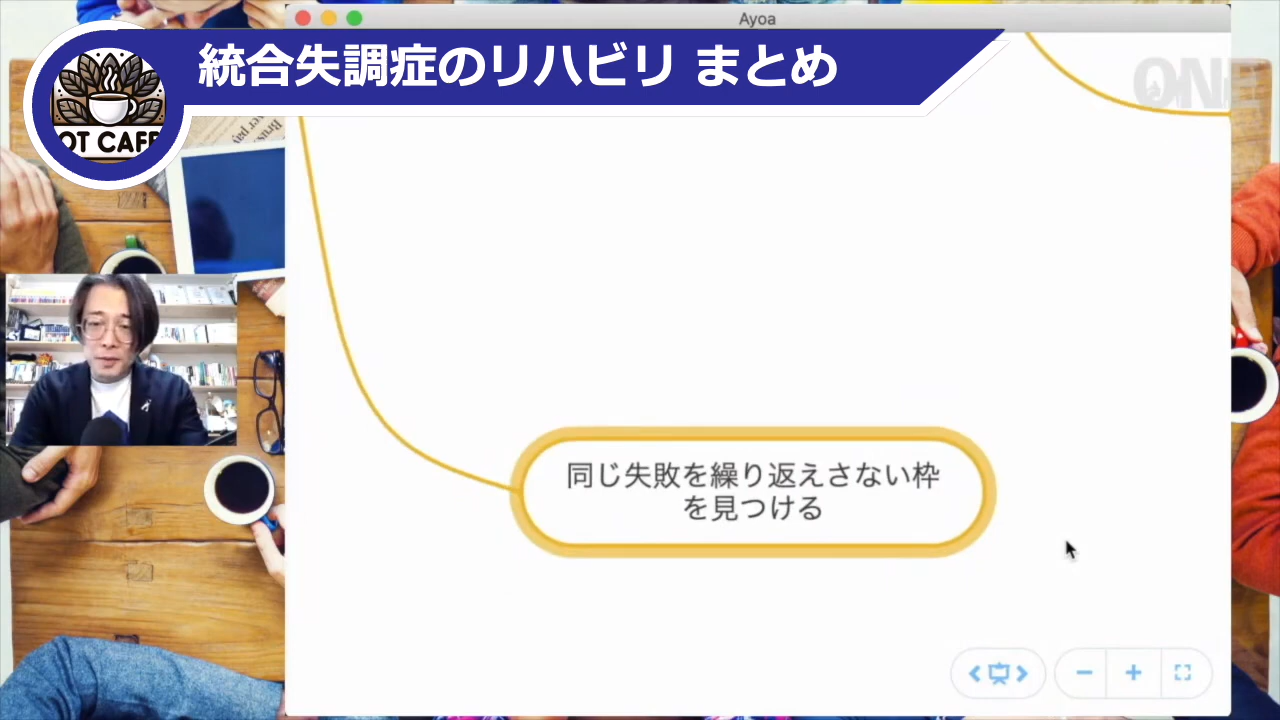 Ayoa
統合失調症のリハビリ まとめ
OT CAFE
ONE
同じ失敗を繰り返えさない枠
を見つける